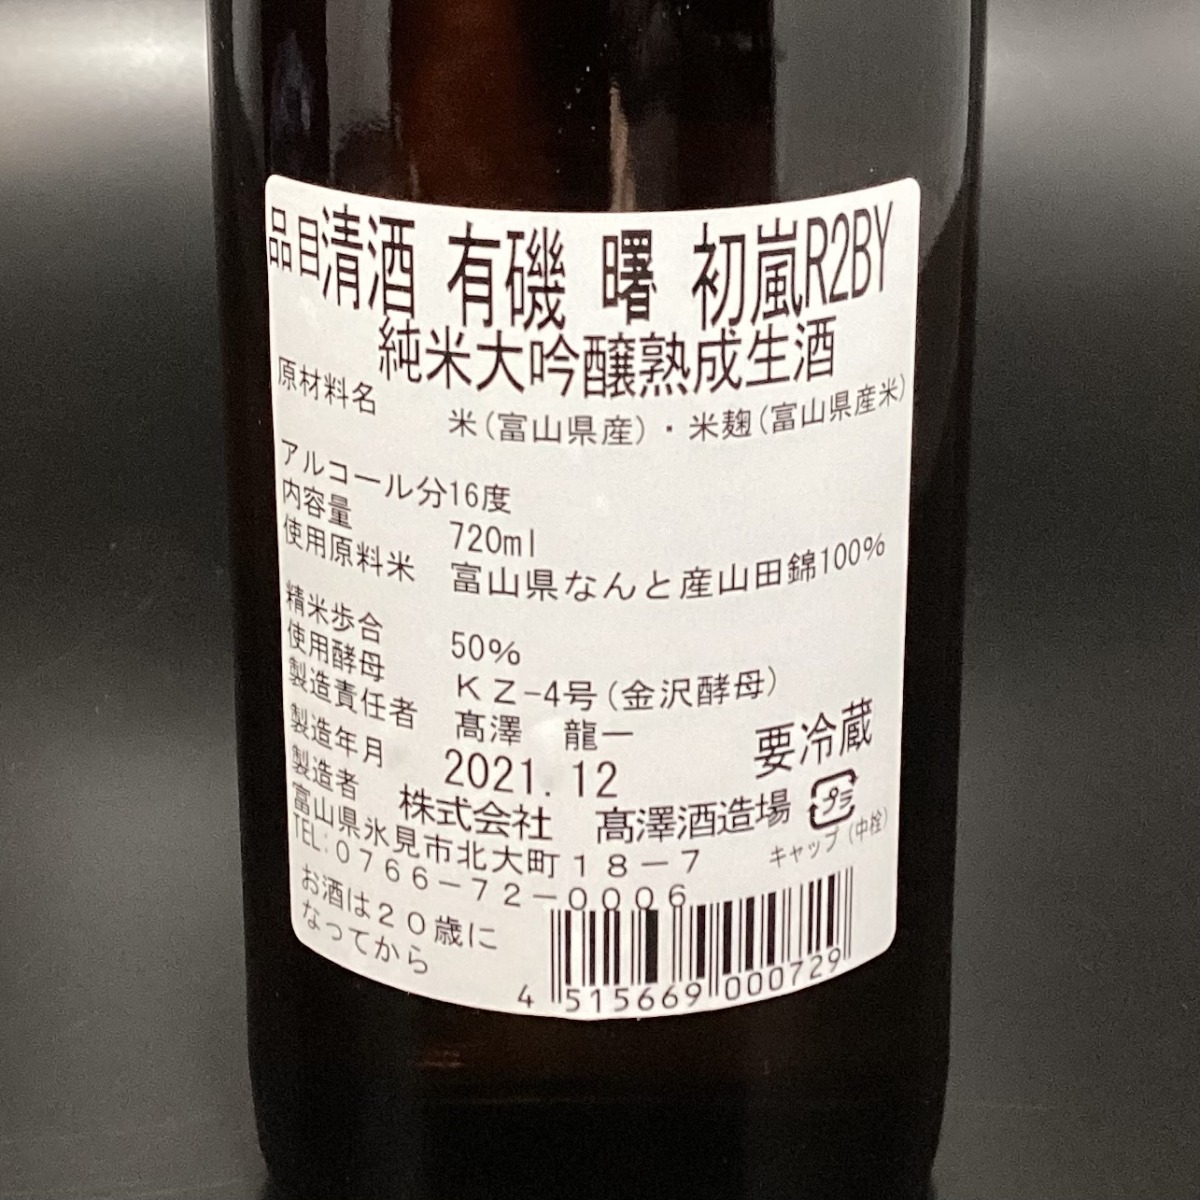 品目清酒 有磯 曙 初嵐R2BY
純米大吟醸熟成生酒
原材料名 米(富山県産)・米麹(富山県産米)
アルコール分16度
内容量 720ml
使用原料米 富山県なんと産山田錦100%
精米歩合 50%
使用酵母 KZ-4号(金沢酵母)
製造責任者 髙澤 龍一
製造年月 2021.12 要冷蔵
製造者 株式会社 髙澤酒造場 プラ
富山県氷見市北大町18-7 キャップ(中栓)
TEL:0766-72-0006
お酒は20歳に
なってから
4 515669 000729